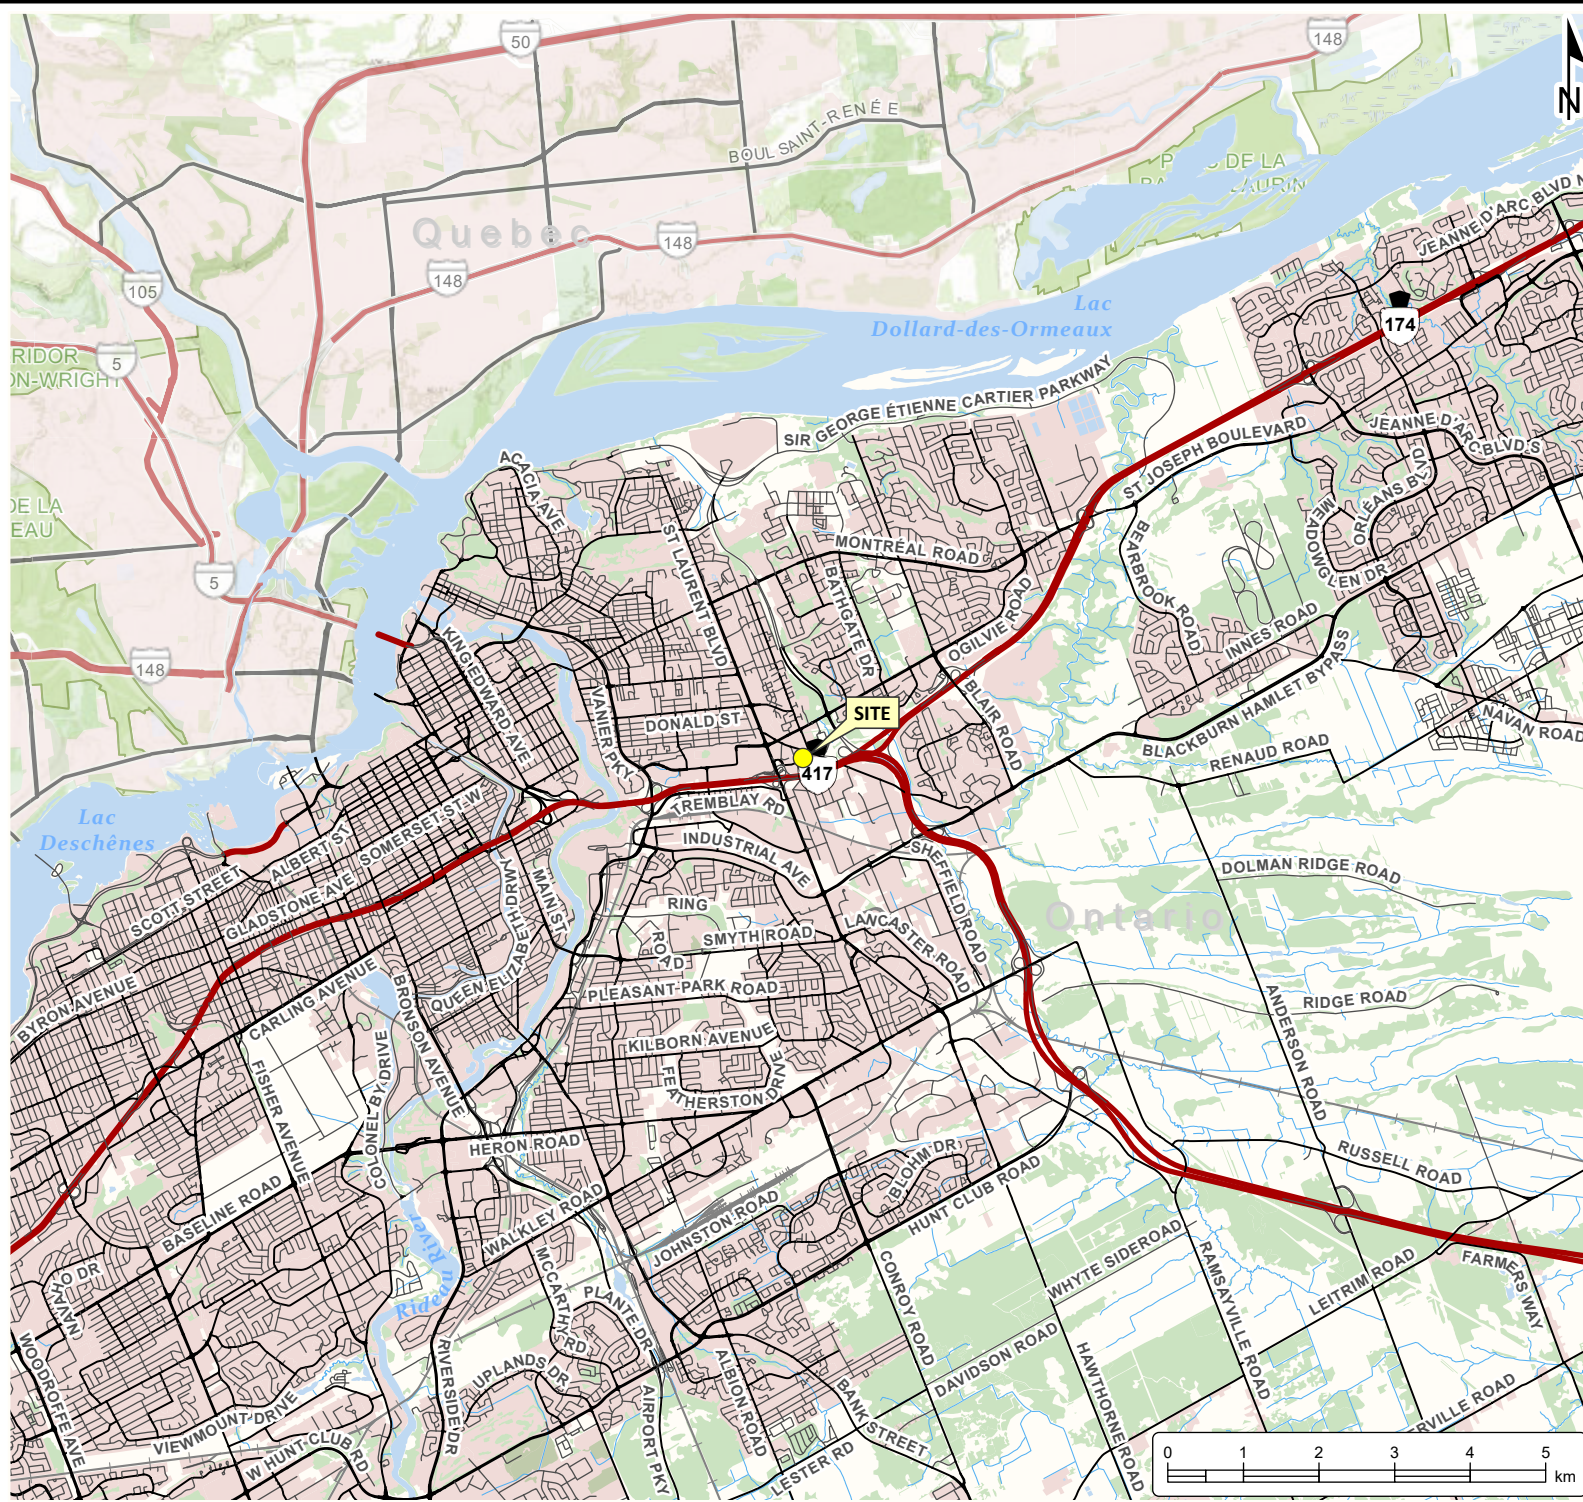 50
148
N
BOUL SAINT-RENÉ E
DE LA
JEANNE D'ARC BLVD N
Quebec
148
148
105
174
Lac
Dollard-des-Ormeaux
RIDOR
ON-WRIGHT
5
SIR GEORGE ÉTIENNE CARTIER PARKWAY
JEANNE D'ARC BLVD S
ST JOSEPH BOULEVARD
ORLÉANS BLVD
ACACIA AVE
DE LA
EAU
ST LAURENT BLVD
MONTRÉAL ROAD
BEARBROOK ROAD
MEADOWGLEN DR
5
BATHGATE DR
OGILVIE ROAD
INNES ROAD
KING EDWARD AVE
148
VANIER PKY
BLAIR ROAD
DONALD ST
SITE
BLACKBURN HAMLET BYPASS
NAVAN ROAD
RENAUD ROAD
417
TREMBLAY RD
Lac
Deschênes
ALBERT ST
SOMERSET ST W
INDUSTRIAL AVE
SHEFFIELD ROAD
DOLMAN RIDGE ROAD
SCOTT STREET
GLADSTONE AVE
MAIN ST
QUEEN ELIZABETH DRWY
RING
ROAD
SMYTH ROAD
LANCASTER ROAD
Ontario
BYRON AVENUE
CARLING AVENUE
BRONSON AVENUE
PLEASANT PARK ROAD
RIDGE ROAD
ANDERSON ROAD
KILBORN AVENUE
FISHER AVENUE
COLONEL BY DRIVE
FEATHERSTON DRIVE
HERON ROAD
BLOHM DR
RUSSELL ROAD
BASELINE ROAD
WALKLEY ROAD
JOHNSTON ROAD
HUNT CLUB ROAD
Rideau River
NAVAHO DR
MCCARTHY RD
PLANTE DR
CONROY ROAD
WHYTE SIDEROAD
RAMSAYVILLE ROAD
LEITRIM ROAD
FARMERS WAY
WOODROFFE AVE
RIVERSIDE DR
UPLANDS DR
ALBION ROAD
DAVIDSON ROAD
HAWTHORNE ROAD
VIEWMOUNT DRIVE
W HUNT CLUB RD
AIRPORT PKY
BANK STREET
LESTER RD
ERVILLE ROAD
0 1 2 3 4 5
km